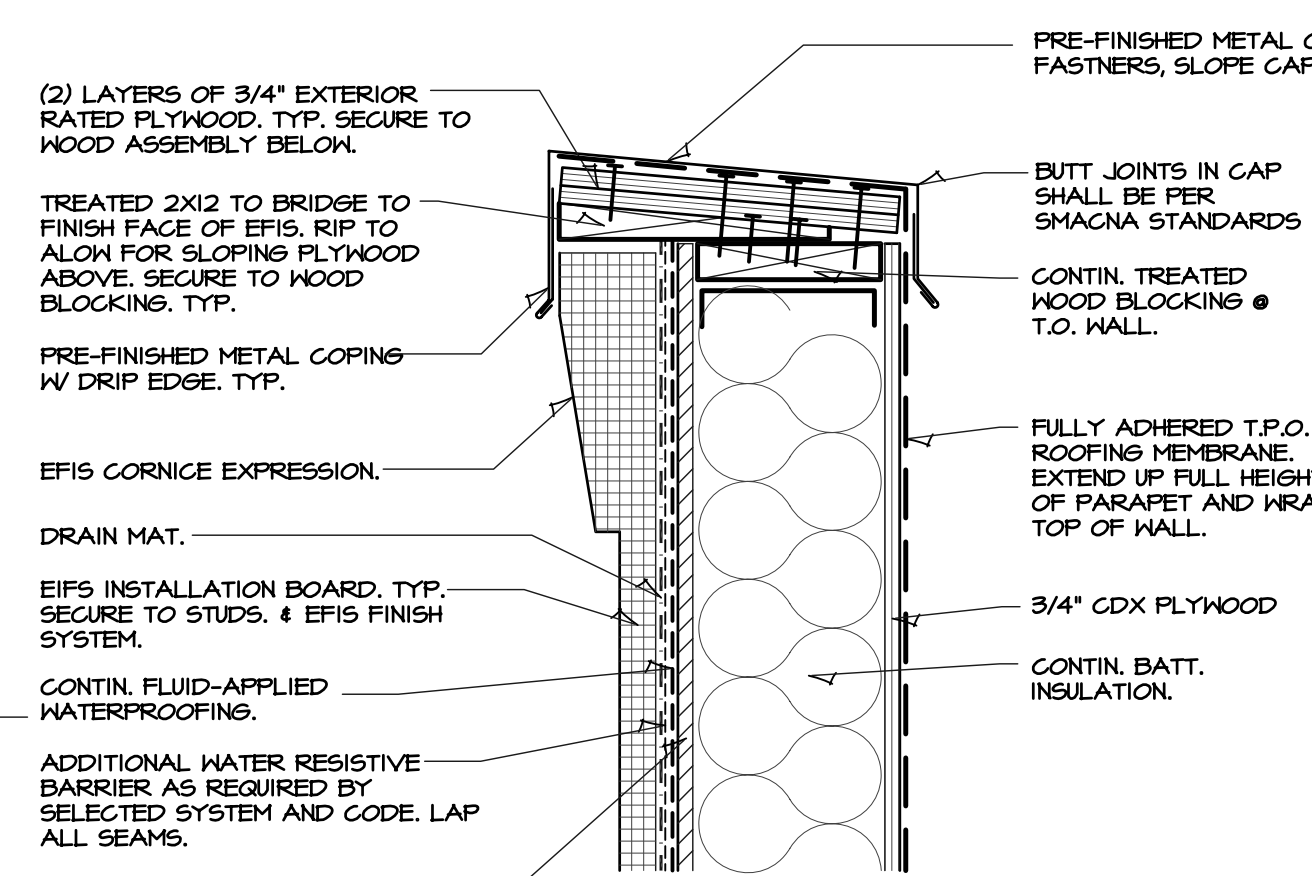 (2) LAYERS OF 3/4" EXTERIOR
RATED PLYWOOD. TYP. SECURE TO
WOOD ASSEMBLY BELOW.
TREATED 2X12 TO BRIDGE TO
FINISH FACE OF EFIS. RIP TO
ALOW FOR SLOPING PLYWOOD
ABOVE. SECURE TO WOOD
BLOCKING. TYP.
PRE-FINISHED METAL COPING
W/ DRIP EDGE. TYP.
EFIS CORNICE EXPRESSION.
DRAIN MAT.
EIFS INSTALLATION BOARD. TYP.
SECURE TO STUDS. & EFIS FINISH
SYSTEM.
CONTIN. FLUID-APPLIED
WATERPROOFING.
ADDITIONAL WATER RESISTIVE
BARRIER AS REQUIRED BY
SELECTED SYSTEM AND CODE. LAP
ALL SEAMS.
PRE-FINISHED METAL
FASTNERS, SLOPE CAP
BUTT JOINTS IN CAP
SHALL BE PER
SMACNA STANDARDS
CONTIN. TREATED
WOOD BLOCKING @
T.O. WALL.
FULLY ADHERED T.P.O.
ROOFING MEMBRANE.
EXTEND UP FULL HEIGH
OF PARAPET AND WRA
TOP OF WALL.
3/4" CDX PLYWOOD
CONTIN. BATT.
INSULATION.